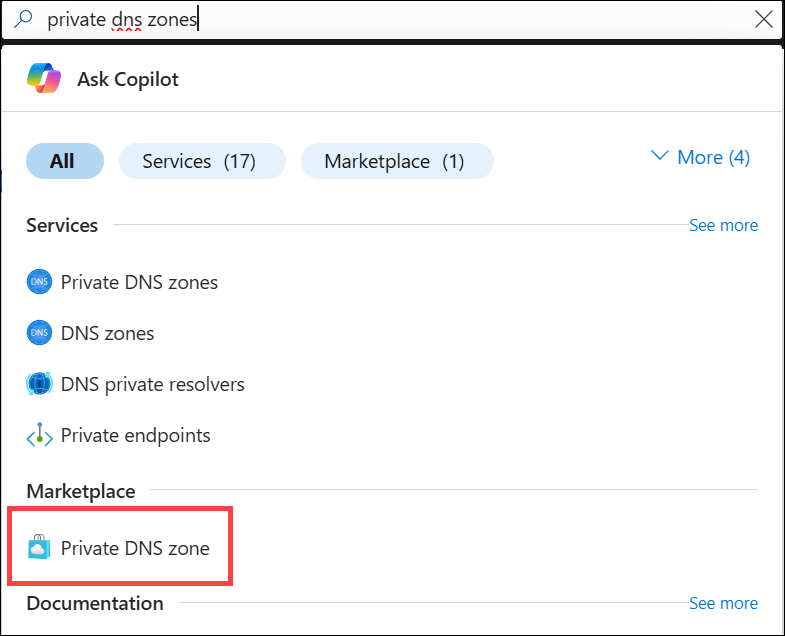 private dns zones
Ask Copilot
All Services (17) Marketplace (1) More (4)
Services See more
DNS Private DNS zones
DNS DNS zones
DNS private resolvers
Private endpoints
Marketplace
Private DNS zone
Documentation See more